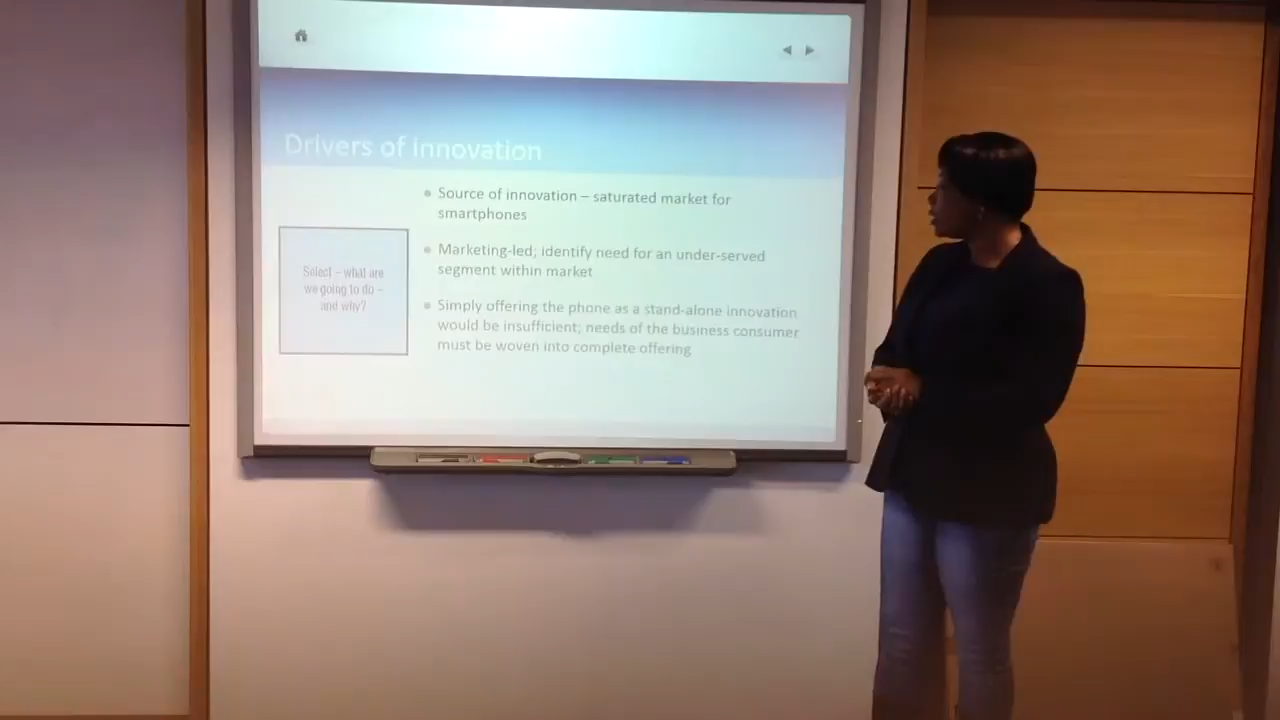 Drivers of innovation
• Source of innovation – saturated market for
smartphones
• Marketing-led; identify need for an under-served
segment within market
• Simply offering the phone as a stand-alone innovation
would be insufficient; needs of the business consumer
must be woven into complete offering
Select – what are
we going to do –
and why?